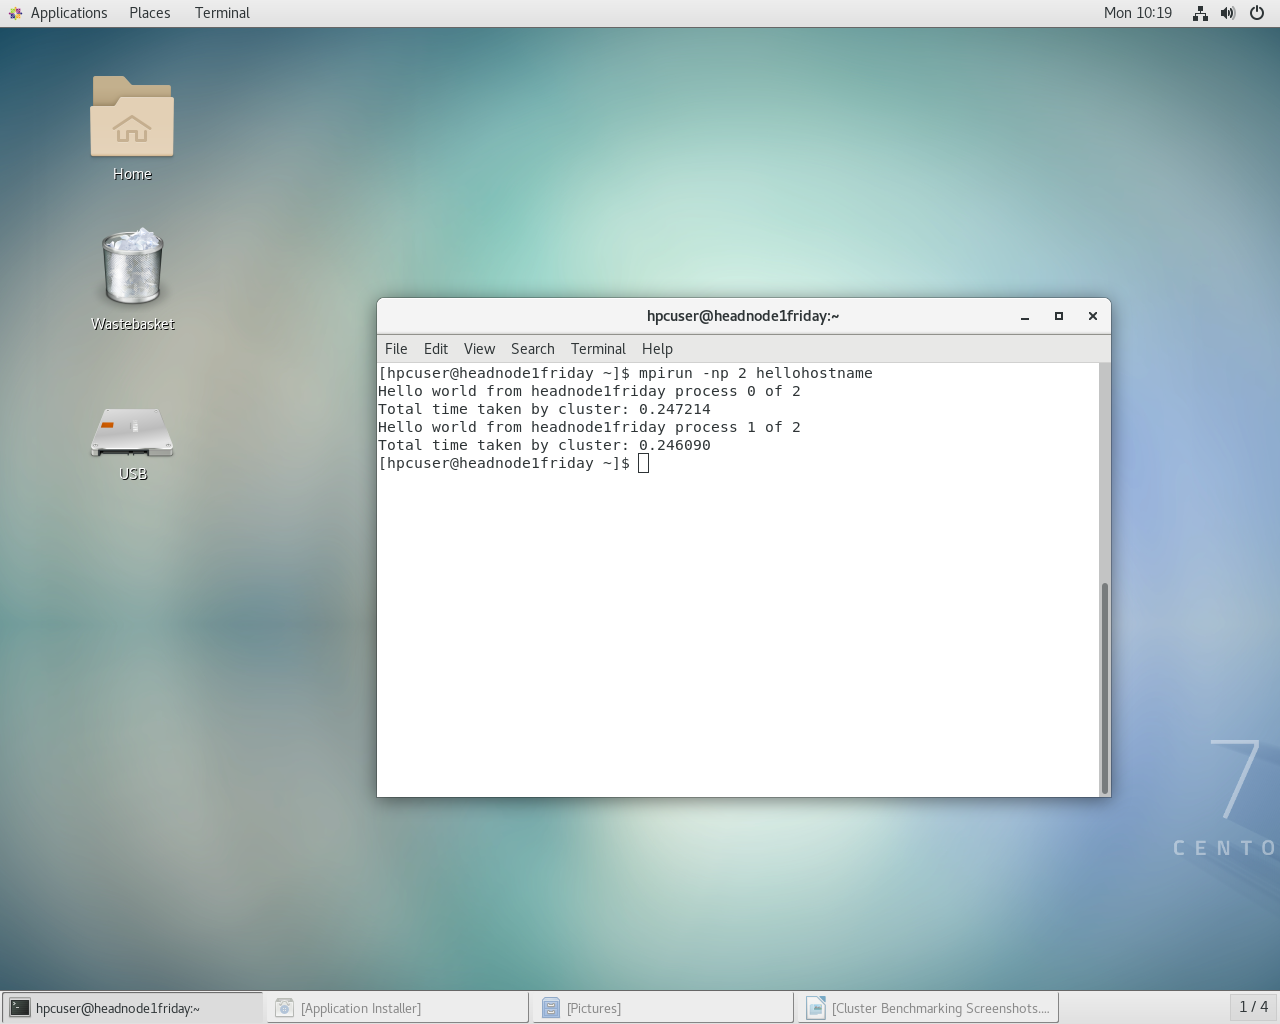 Applications Places Terminal Mon 10:19
Home
Wastebasket
USB
hpcuser@headnode1friday:~
File Edit View Search Terminal Help
[hpcuser@headnode1friday ~]$ mpirun -np 2 hellohostname
Hello world from headnode1friday process 0 of 2
Total time taken by cluster: 0.247214
Hello world from headnode1friday process 1 of 2
Total time taken by cluster: 0.246090
[hpcuser@headnode1friday ~]$
7
CENTO
hpcuser@headnode1friday:~ [Application Installer] [Pictures] [Cluster Benchmarking Screenshots.... 1 / 4